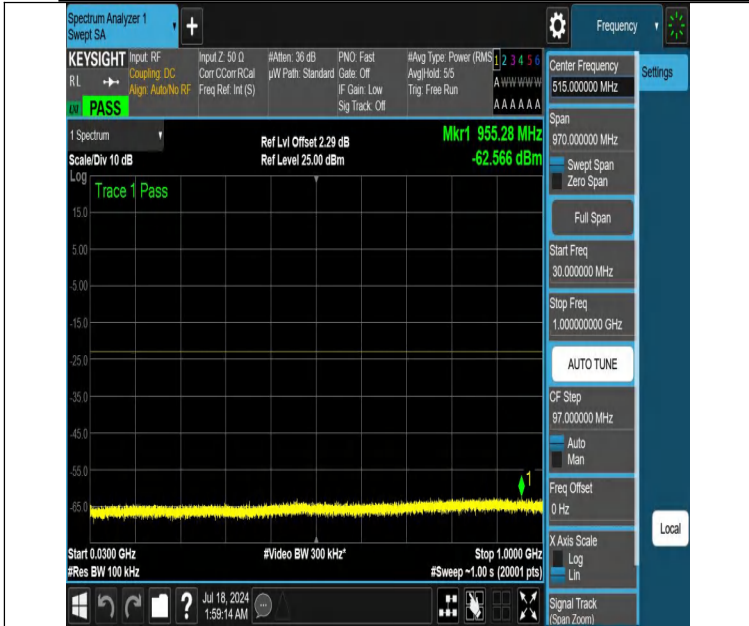 Spectrum Analyzer 1
Swept SA
Frequency
KEYSIGHT
RL
LXI
PASS
Input: RF
Coupling: DC
Align: Auto/No RF
Input Z: 50 Ω
Corr CCorr RCal
Freq Ref: Int (S)
#Atten: 36 dB
µW Path: Standard
PNO: Fast
Gate: Off
IF Gain: Low
Sig Track: Off
#Avg Type: Power (RMS
Avg|Hold: 5/5
Trig: Free Run
1 2 3 4 5 6
A W W W W W
A A A A A A
1 Spectrum
Scale/Div 10 dB
Ref Lvl Offset 2.29 dB
Ref Level 25.00 dBm
Mkr1 955.28 MHz
-62.566 dBm
Log
Trace 1 Pass
15.0
5.00
-5.00
-15.0
-25.0
-35.0
-45.0
-55.0
-65.0
1
Start 0.0300 GHz
#Res BW 100 kHz
#Video BW 300 kHz*
Stop 1.0000 GHz
#Sweep ~1.00 s (20001 pts)
Jul 18, 2024
1:59:14 AM
Center Frequency
515.000000 MHz
Settings
Span
970.000000 MHz
Swept Span
Zero Span
Full Span
Start Freq
30.000000 MHz
Stop Freq
1.000000000 GHz
AUTO TUNE
CF Step
97.000000 MHz
Auto
Man
Freq Offset
0 Hz
X Axis Scale
Log
Lin
Signal Track
(Span Zoom)
Local